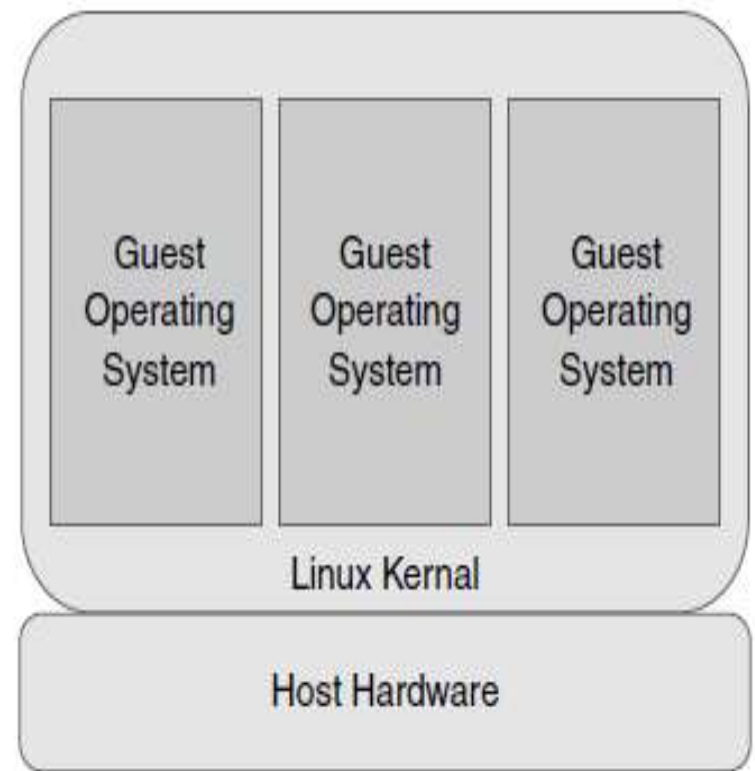 Guest
Operating
System
Guest
Operating
System
Guest
Operating
System
Linux Kernal
Host Hardware